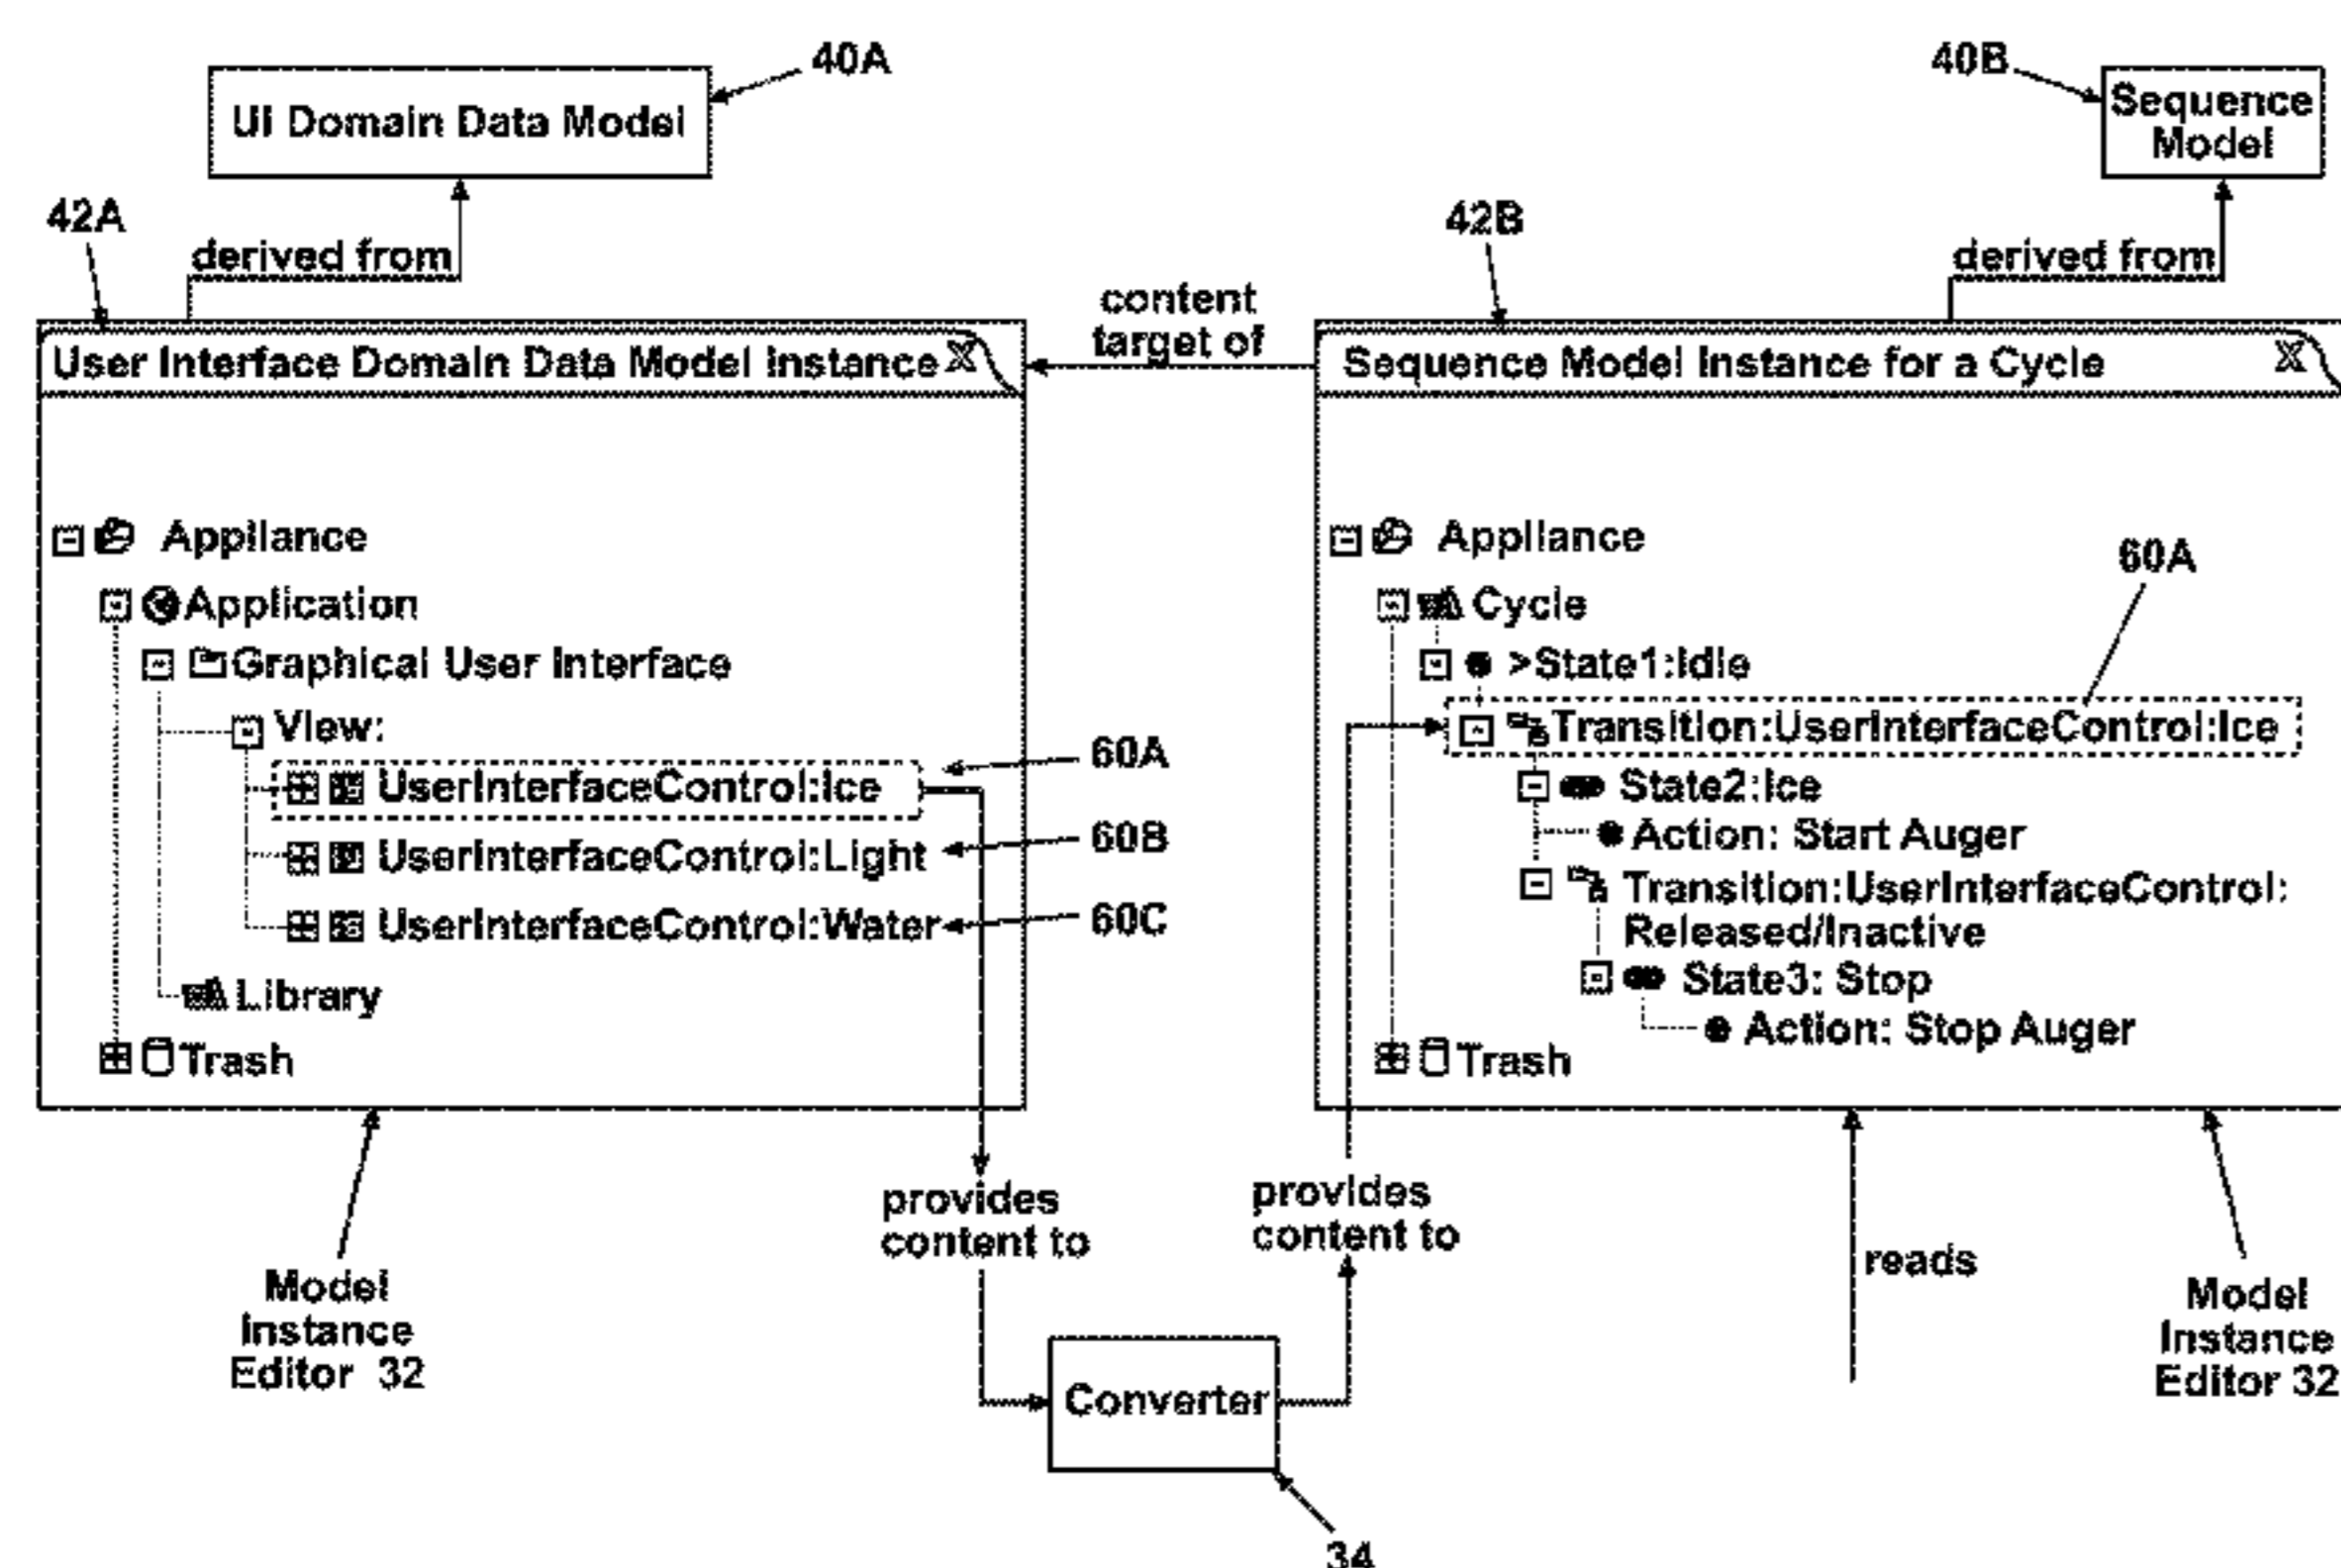 40A
UI Domain Data Model
42A
derived from
40B
Sequence
Model
42B
derived from
content
target of
User Interface Domain Data Model Instance X
Appliance
Application
Graphical User Interface
View:
UserInterfaceControl:Ice
60A
UserInterfaceControl:Light
60B
UserInterfaceControl:Water
60C
Library
Trash
Sequence Model Instance for a Cycle X
Appliance
60A
Cycle
>State1:Idle
Transition:UserInterfaceControl:Ice
State2:Ice
Action: Start Auger
Transition:UserInterfaceControl:
Released/Inactive
State3: Stop
Action: Stop Auger
Trash
provides
content to
provides
content to
reads
Model
Instance
Editor 32
Model
Instance
Editor 32
Converter
34